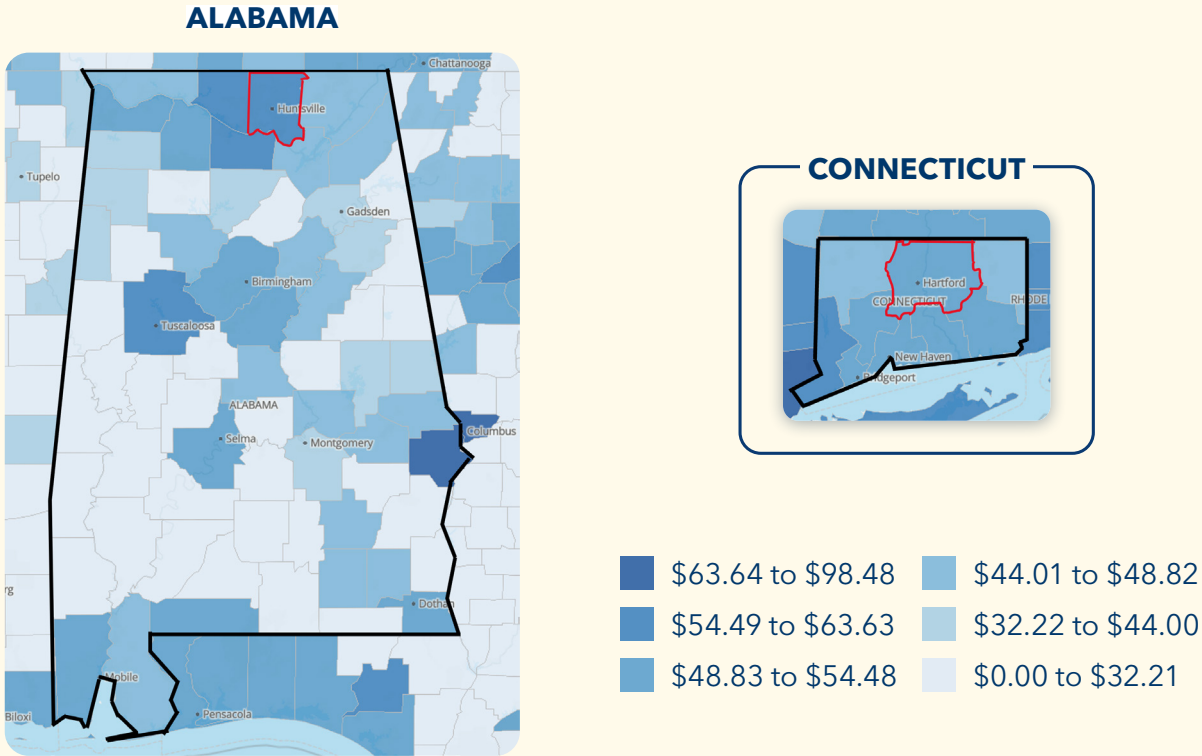 ALABAMA
Chattanooga
Huntsville
Tupelo
Gadsden
Birmingham
Tuscaloosa
ALABAMA
Columbus
Selma
Montgomery
rg
Dothan
Mobile
Biloxi
Pensacola
CONNECTICUT
Hartford
CONNECTICUT
RHODE
New Haven
Bridgeport
$63.64 to $98.48
$44.01 to $48.82
$54.49 to $63.63
$32.22 to $44.00
$48.83 to $54.48
$0.00 to $32.21